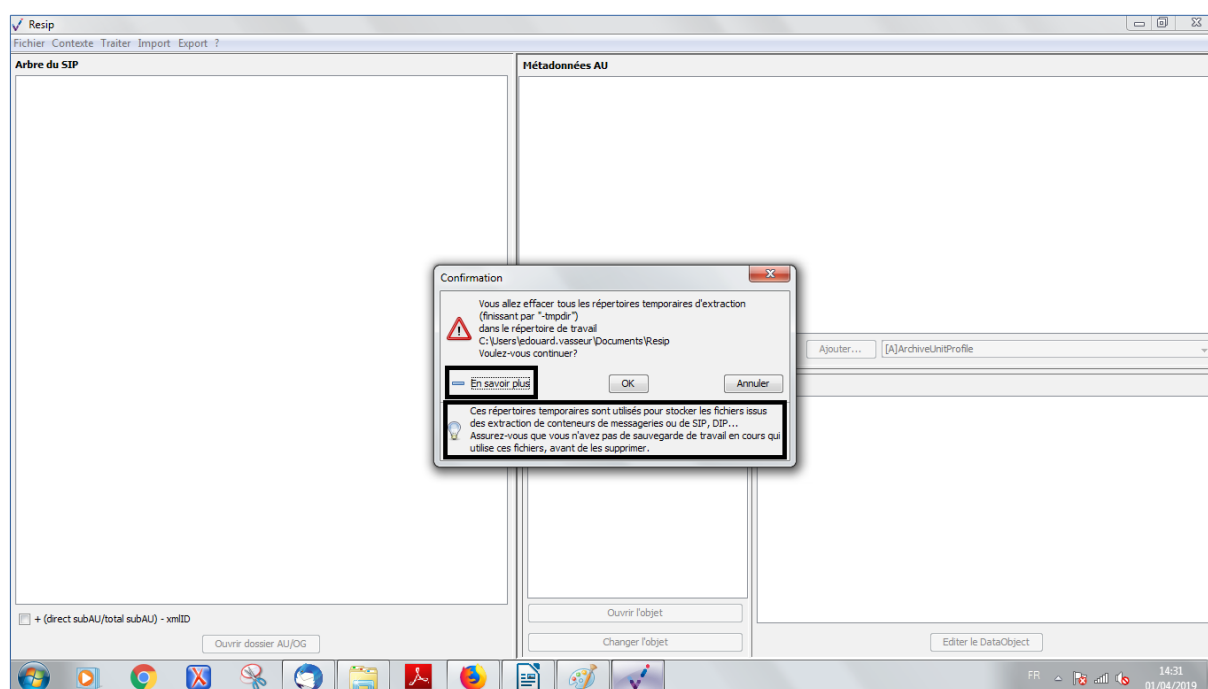 Resip
Fichier Contexte Traiter Import Export ?
Arbre du SIP
Métadonnées AU
Confirmation
Vous allez effacer tous les répertoires temporaires d'extraction
(finissant par "-tmpdir")
dans le répertoire de travail
C:\Users\edouard.vasseur\Documents\Resip
Voulez-vous continuer?
En savoir plus
OK
Annuler
Ces répertoires temporaires sont utilisés pour stocker les fichiers issus
des extraction de conteneurs de messageries ou de SIP, DIP...
Assurez-vous que vous n'avez pas de sauvegarde de travail en cours qui
utilise ces fichiers, avant de les supprimer.
Ajouter...
[A]ArchiveUnitProfile
+ (direct subAU/total subAU) - xmlID
Ouvrir dossier AU/OG
Ouvrir l'objet
Changer l'objet
Editer le DataObject
FR
14:31
01/04/2019